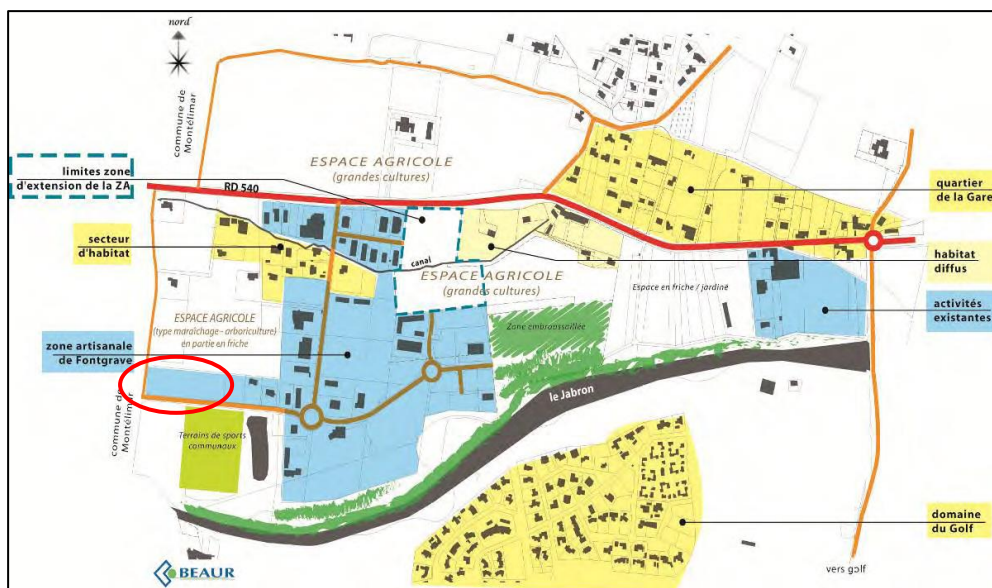 nord
commune de
Montélimar
limites zone
d'extension de la ZA
RD 540
ESPACE AGRICOLE
(grandes cultures)
quartier
de la Gare
secteur
d'habitat
canal
ESPACE AGRICOLE
(grandes cultures)
habitat
diffus
Espace en friche / jardiné
activités
existantes
ESPACE AGRICOLE
(type maraîchage - arboriculture)
en partie en friche
Zone embroussaillée
zone artisanale
de Fontgrave
le Jabron
commune de
Montélimar
Terrains de sports
communaux
domaine
du Golf
BEAUR
vers golf